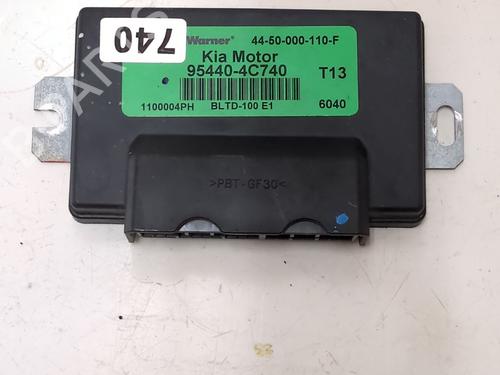 740
Warner 44-50-000-110-F
Kia Motor
95440-4C740 T13
1100004PH BLTD-100 E1 6040
>PBT-GF30<